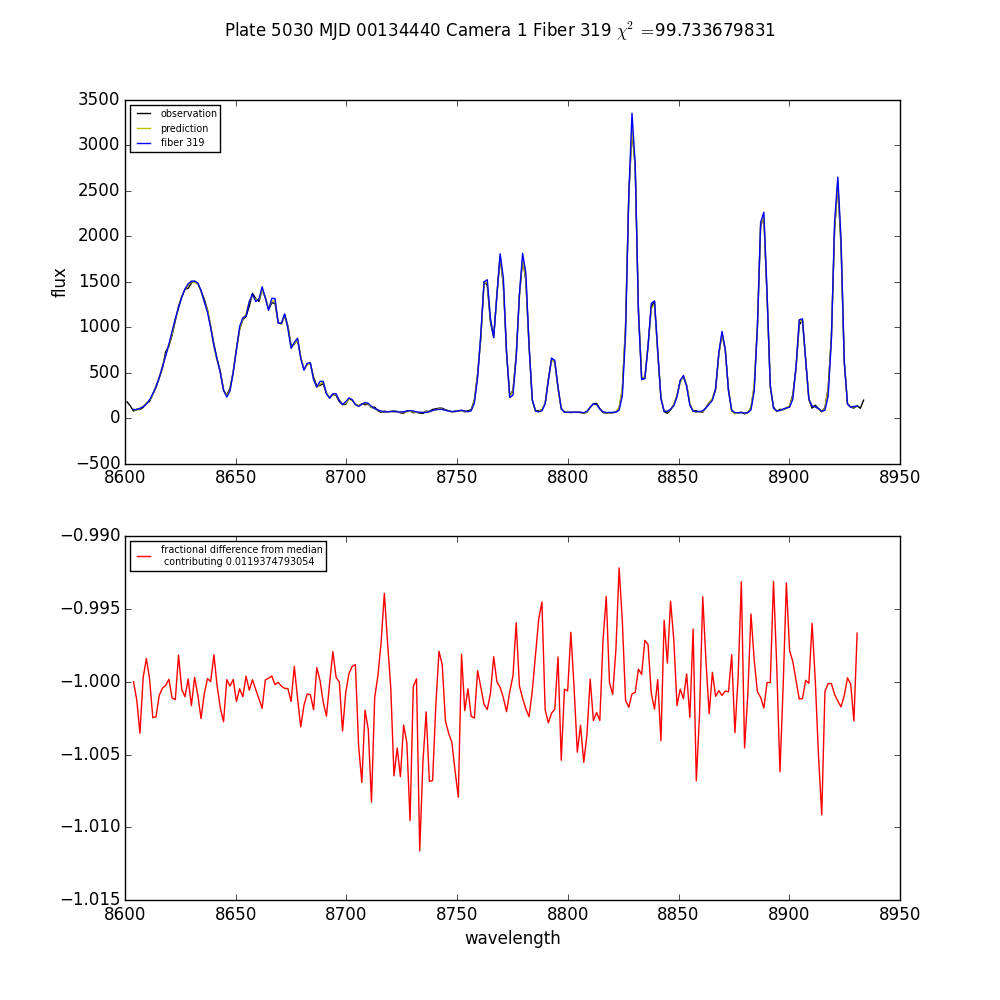 Plate 5030 MJD 00134440 Camera 1 Fiber 319 χ² =99.733679831
3500
3000
2500
2000
1500
1000
500
0
−500
flux
observation
prediction
fiber 319
8600 8650 8700 8750 8800 8850 8900 8950
−0.990
−0.995
−1.000
−1.005
−1.010
−1.015
fractional difference from median
contributing 0.0119374793054
8600 8650 8700 8750 8800 8850 8900 8950
wavelength